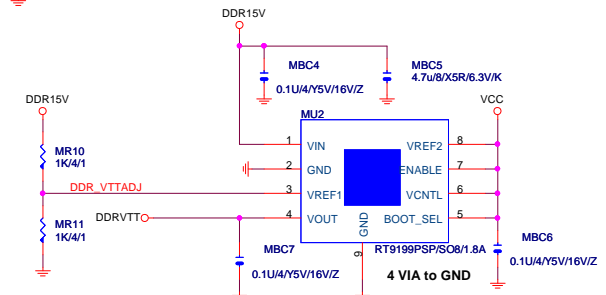 DDR15V
MBC4
0.1U/4/Y5V/16V/Z
MBC5
4.7u/8/X5R/6.3V/K
DDR15V
VCC
MU2
MR10
1K/4/1
1
VIN
VREF2
8
2
GND
ENABLE
7
DDR_VTTADJ
3
VREF1
VCNTL
6
MR11
1K/4/1
DDRVTT
4
VOUT
BOOT_SEL
5
GND
9
MBC7
0.1U/4/Y5V/16V/Z
RT9199PSP/SO8/1.8A
MBC6
0.1U/4/Y5V/16V/Z
4 VIA to GND